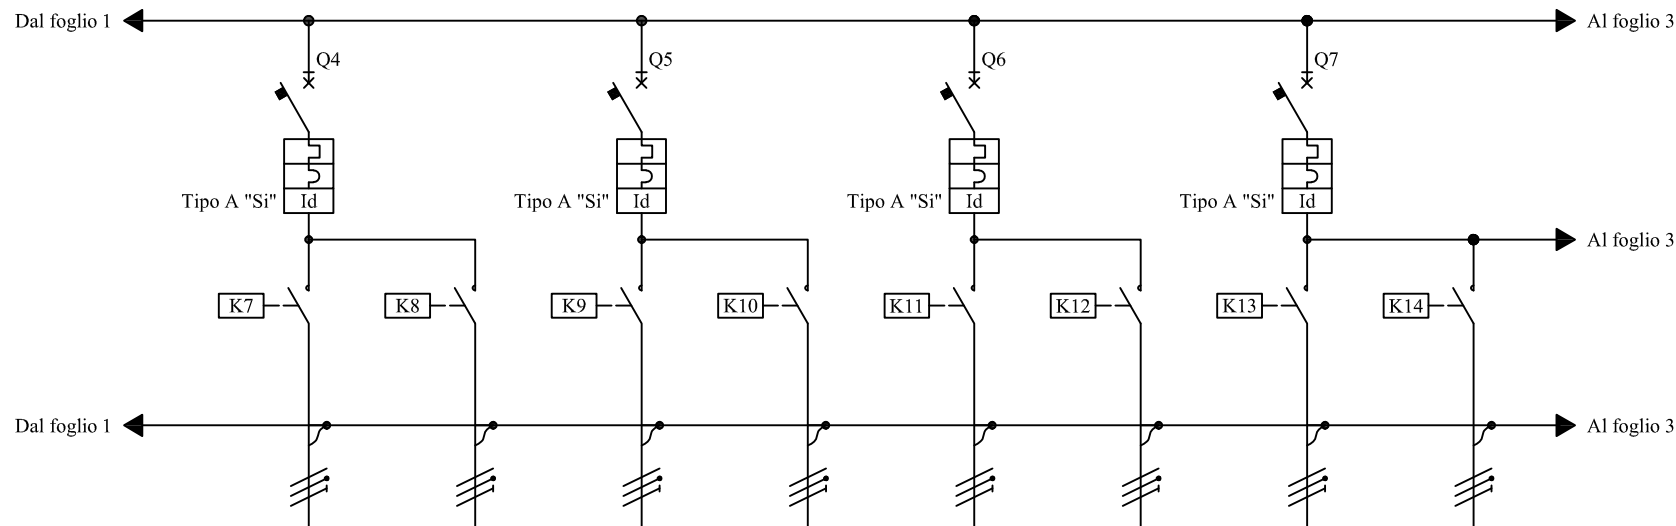 Dal foglio 1
Al foglio 3
Q4 Q5 Q6 Q7
Tipo A "Si" Id Tipo A "Si" Id Tipo A "Si" Id Tipo A "Si" Id
Al foglio 3
K7 K8 K9 K10 K11 K12 K13 K14
Dal foglio 1
Al foglio 3